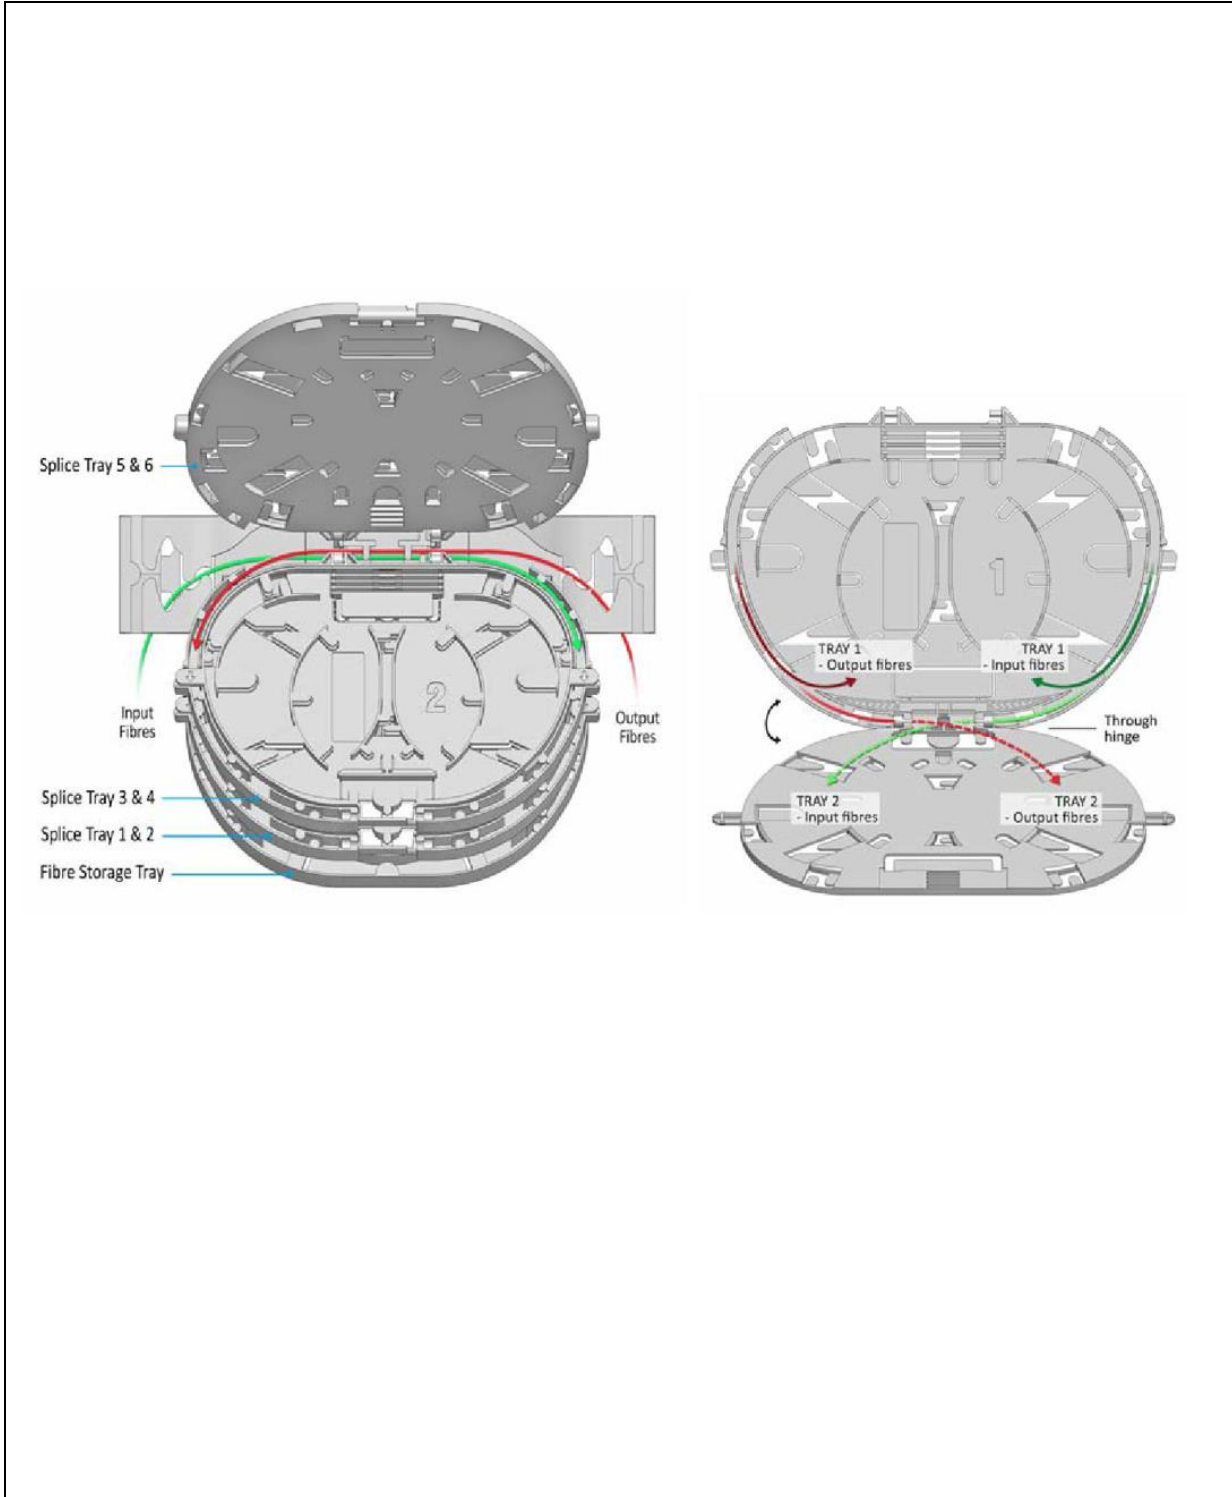 Splice Tray 5 & 6
Input
Fibres
Output
Fibres
2
Splice Tray 3 & 4
Splice Tray 1 & 2
Fibre Storage Tray
1
TRAY 1
- Output fibres
TRAY 1
- Input fibres
Through
hinge
TRAY 2
- Input fibres
TRAY 2
- Output fibres